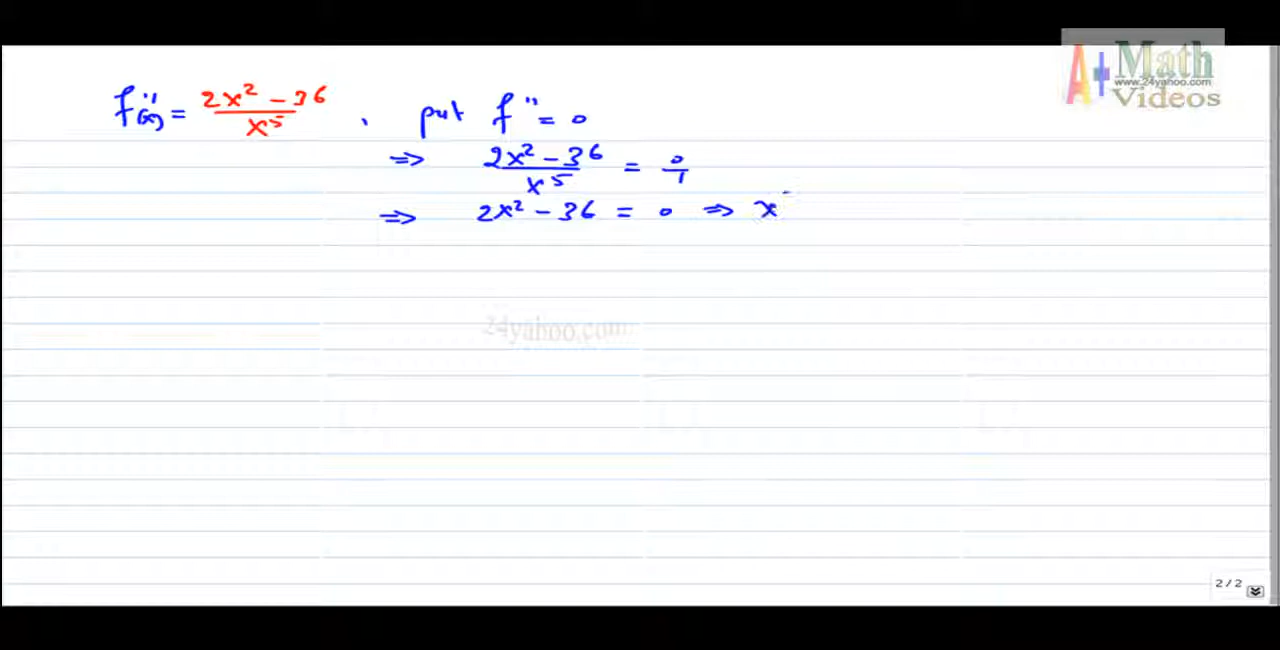 A+ Math
www.24yahoo.com
Videos
f''(x) = 2x² - 36 / x⁵ , put f'' = 0
⇒ 2x² - 36 / x⁵ = 0/1
⇒ 2x² - 36 = 0 ⇒ x
24yahoo.com
2/2